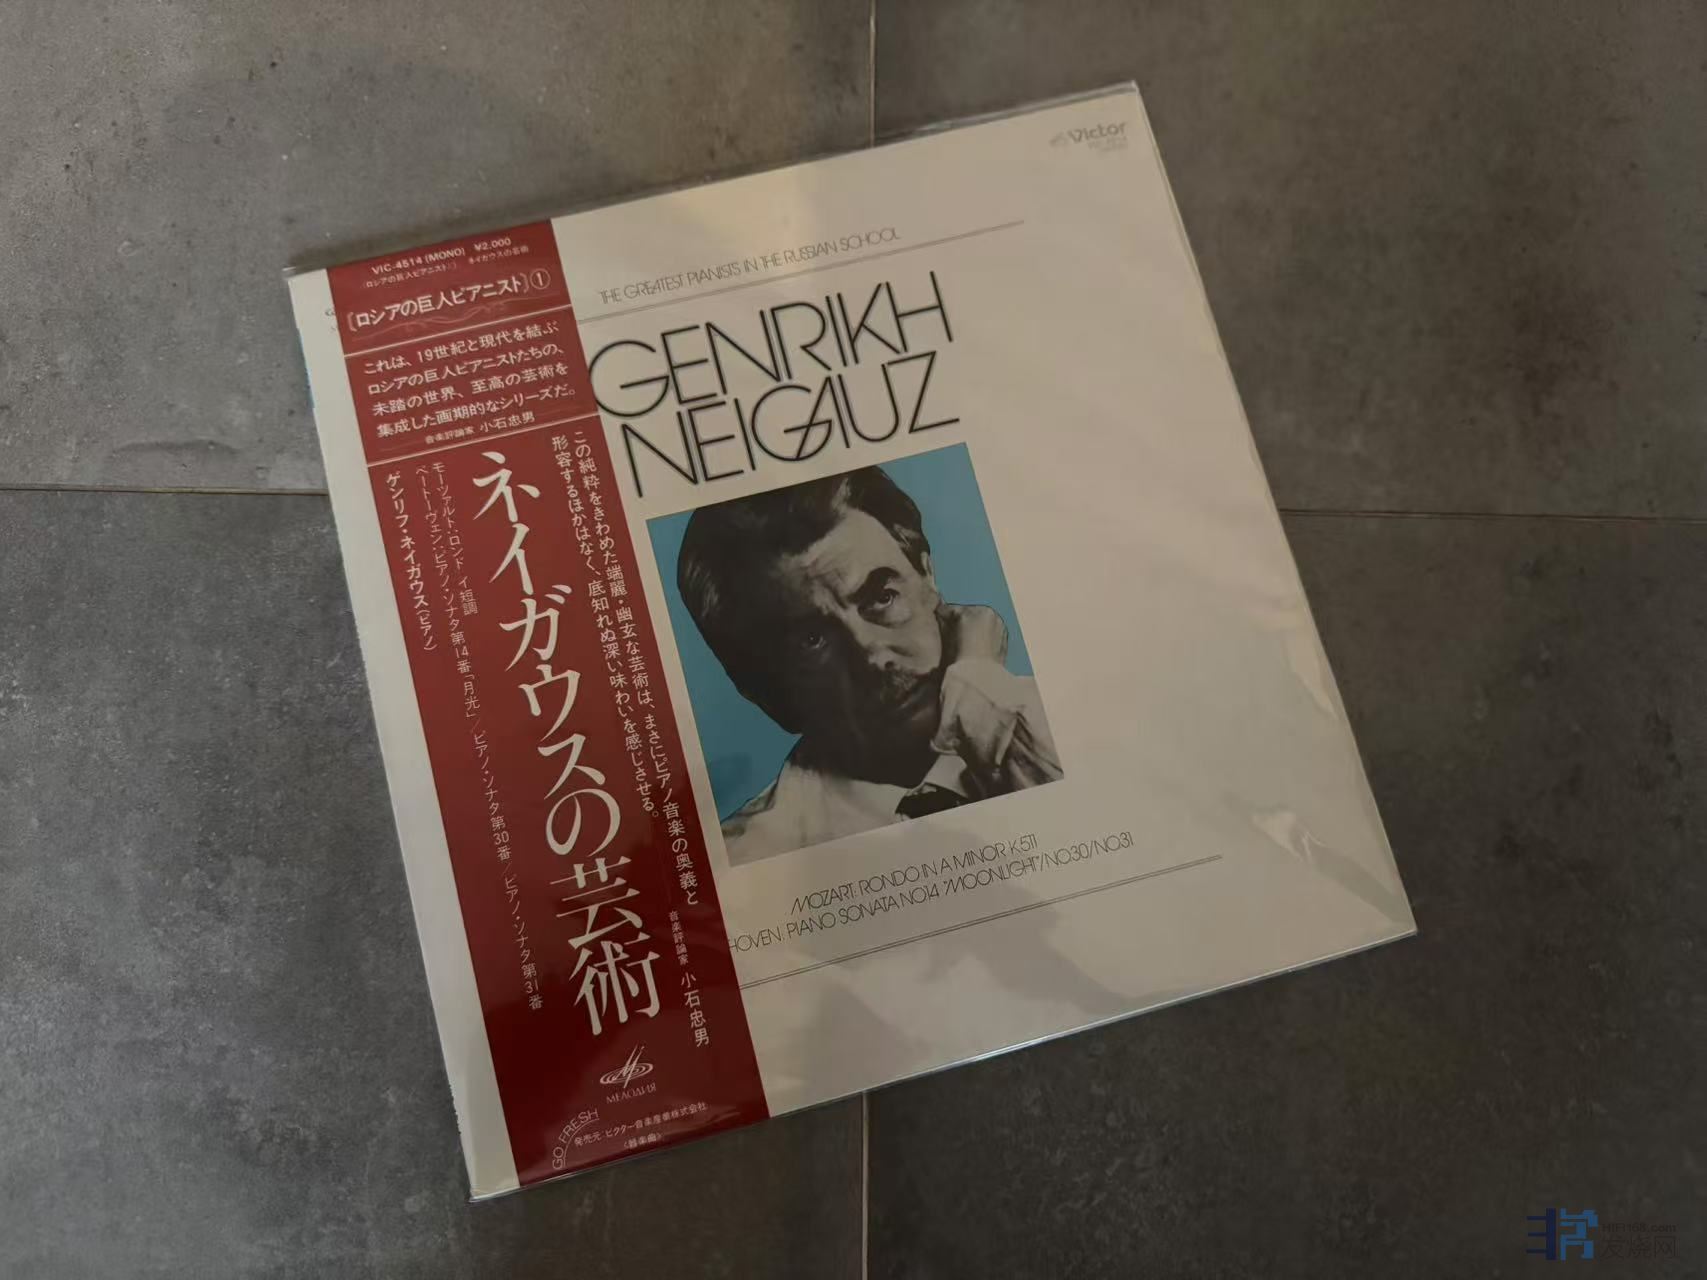 Victor
THE GREATEST PIANISTS IN THE RUSSIAN SCHOOL
GENRIKH
NEIGAUZ
MOZART: RONDO IN A MINOR K.511
HOVEN: PIANO SONATA NO.14 "MOONLIGHT"/NO.30/NO.31
VIC-4514 (MONO) ¥2,000
〔ロシアの巨人ピアニスト〕① ネイガウスの芸術
〔ロシアの巨人ピアニスト〕①
これは、19世紀と現代を結ぶ
ロシアの巨人ピアニストたちの、
未踏の世界、至高の芸術を
集成した画期的なシリーズだ。
音楽評論家 小石忠男
この純粋をきわめた端麗・幽玄な芸術は、まさにピアノ音楽の奥義と
形容するほかはなく、底知れぬ深い味わいを感じさせる。
音楽評論家 小石忠男
ネイガウスの芸術
モーツァルト:ロンド イ短調
ベートーヴェン:ピアノ・ソナタ第14番「月光」/ピアノ・ソナタ第30番/ピアノ・ソナタ第31番
ゲンリフ・ネイガウス(ピアノ)
МЕЛОДИЯ
GO FRESH
発売元:ビクター音楽産業株式会社
〈器楽曲〉
非常
HIFI168.com
发烧网